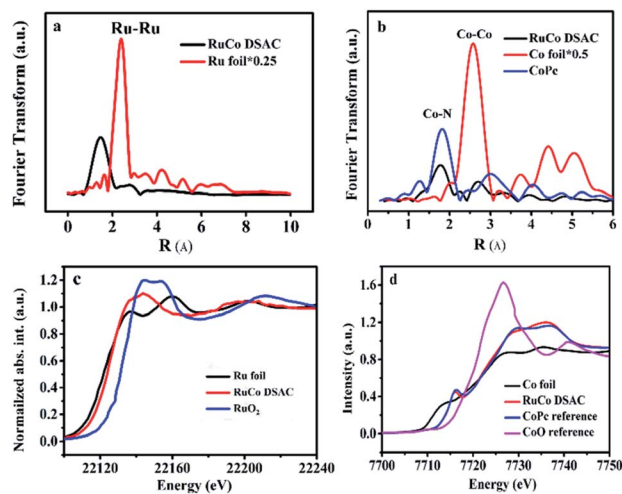 a
Ru-Ru
RuCo DSAC
Ru foil*0.25
Fourier Transform (a.u.)
0 2 4 6 8 10
R (Å)
b
Co-Co
Co-N
RuCo DSAC
Co foil*0.5
CoPc
Fourier Transform (a.u.)
1 2 3 4 5 6
R (Å)
c
Ru foil
RuCo DSAC
RuO₂
Normalized abs. int. (a.u.)
1.2
1.0
0.8
0.6
0.4
0.2
0.0
22120 22160 22200 22240
Energy (eV)
d
Co foil
RuCo DSAC
CoPc reference
CoO reference
Intensity (a.u.)
1.6
1.2
0.8
0.4
0.0
7700 7710 7720 7730 7740 7750
Energy (eV)